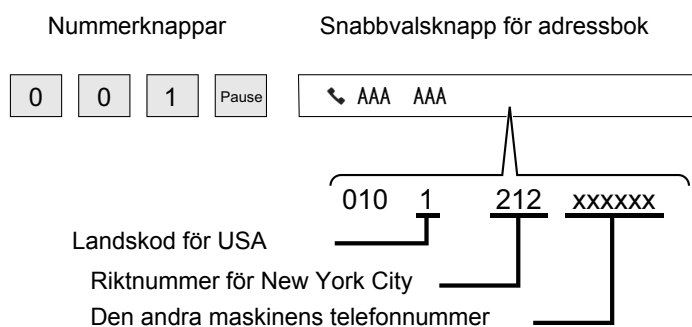 Nummerknappar Snabbvalsknapp för adressbok
0 0 1 Pause AAA AAA
010 1 212 xxxxxx
Landskod för USA
Riktnummer för New York City
Den andra maskinens telefonnummer